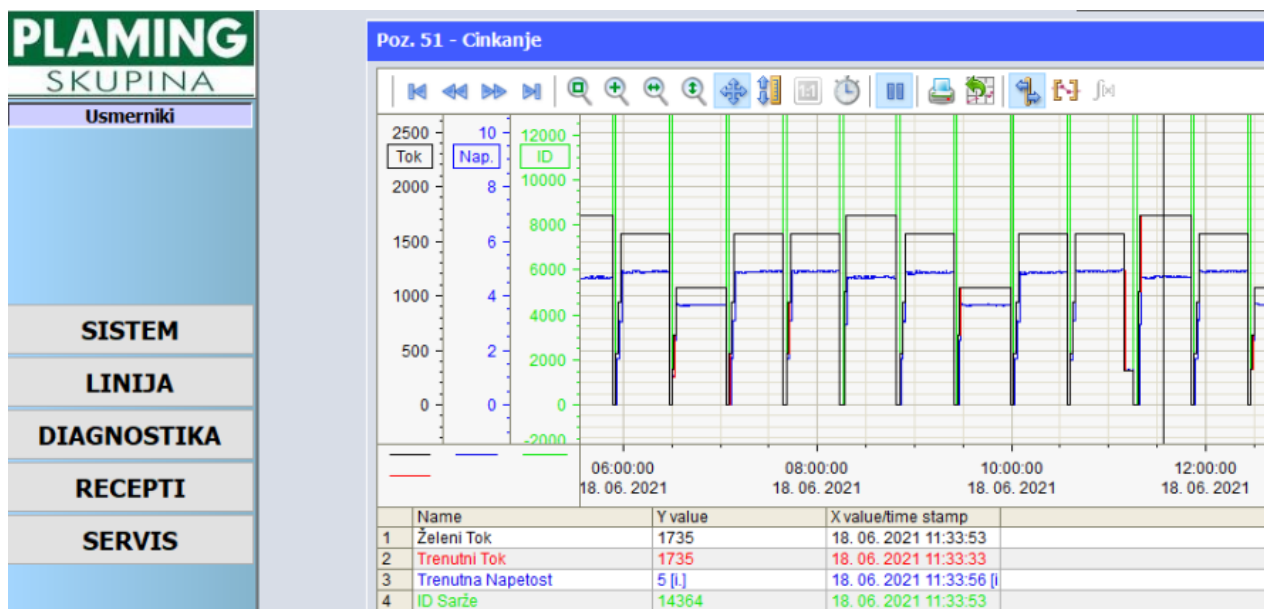 PLAMING
SKUPINA
Usmerniki
SISTEM
LINIJA
DIAGNOSTIKA
RECEPTI
SERVIS
Poz. 51 - Cinkanje
2500 10 12000
Tok Nap. ID
2000 8 10000
1500 6 8000
6000
1000 4 4000
500 2 2000
0 0 0
-2000
06:00:00 08:00:00 10:00:00 12:00:00
18. 06. 2021 18. 06. 2021 18. 06. 2021 18. 06. 2021
Name Y value X value/time stamp
1 Želeni Tok 1735 18. 06. 2021 11:33:53
2 Trenutni Tok 1735 18. 06. 2021 11:33:33
3 Trenutna Napetost 5 [i.] 18. 06. 2021 11:33:56 [i
4 ID Sarže 14364 18. 06. 2021 11:33:53